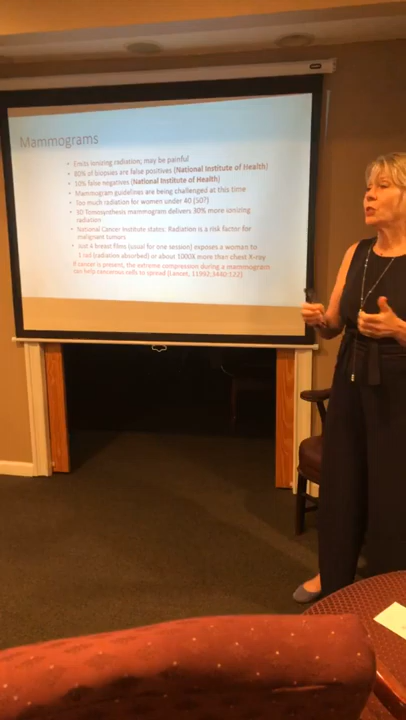 Mammograms
• Emits ionizing radiation; may be painful
• 80% of biopsies are false positives (National Institute of Health)
• 10% false negatives (National Institute of Health)
• Mammogram guidelines are being challenged at this time
• Too much radiation for women under 40 (50?)
• 3D Tomosynthesis mammogram delivers 30% more ionizing
radiation
• National Cancer Institute states: Radiation is a risk factor for
malignant tumors
• Just 4 breast films (usual for one session) exposes a woman to
1 rad (radiation absorbed) or about 1000X more than chest X-ray
If cancer is present, the extreme compression during a mammogram
can help cancerous cells to spread (Lancet,